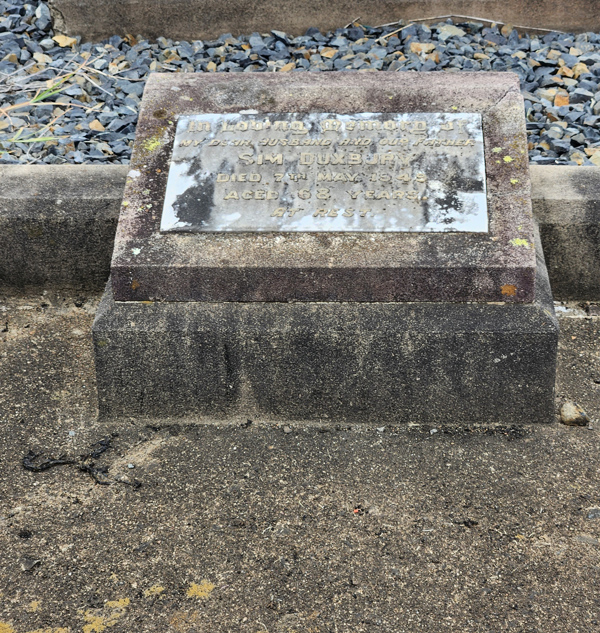 IN LOVING MEMORY OF
MY DEAR HUSBAND AND OUR FATHER
SIM DUXBURY
DIED 7TH MAY, 1948
AGED 68 YEARS
AT REST